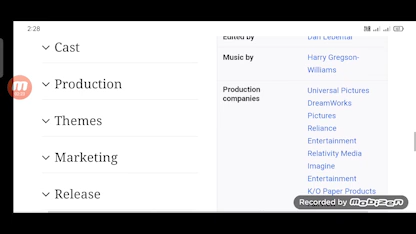 2:28
Cast
Production
Themes
Marketing
Release
Edited by
Dan Lebental
Music by
Harry Gregson-
Williams
Production
companies
Universal Pictures
DreamWorks
Pictures
Reliance
Entertainment
Relativity Media
Imagine
Entertainment
K/O Paper Products
Recorded by mobizen